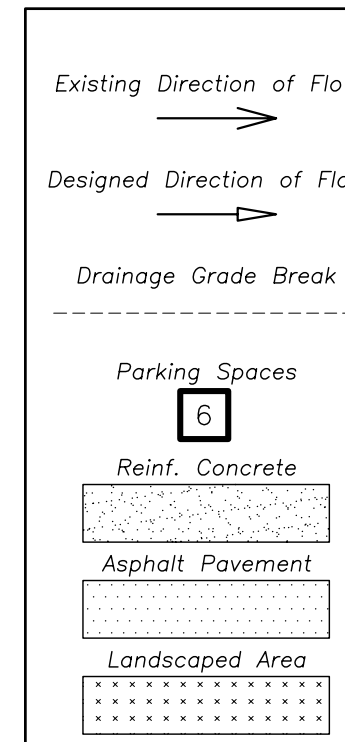 Existing Direction of Flo
Designed Direction of Flo
Drainage Grade Break
Parking Spaces
6
Reinf. Concrete
Asphalt Pavement
Landscaped Area